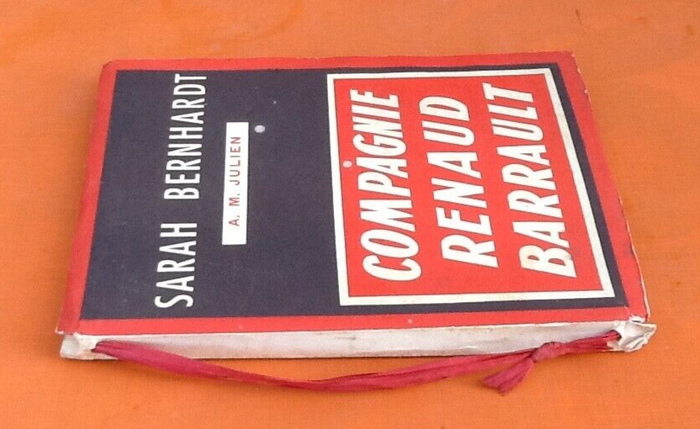 SARAH BERNHARDT
A. M. JULIEN
COMPAGNIE
RENAUD
BARRAULT